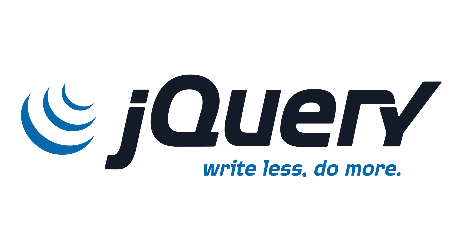 jQuery
write less, do more.